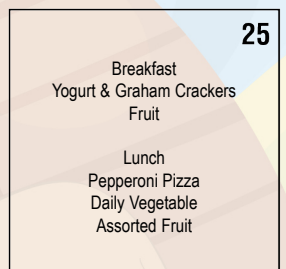 25
Breakfast
Yogurt & Graham Crackers
Fruit
Lunch
Pepperoni Pizza
Daily Vegetable
Assorted Fruit